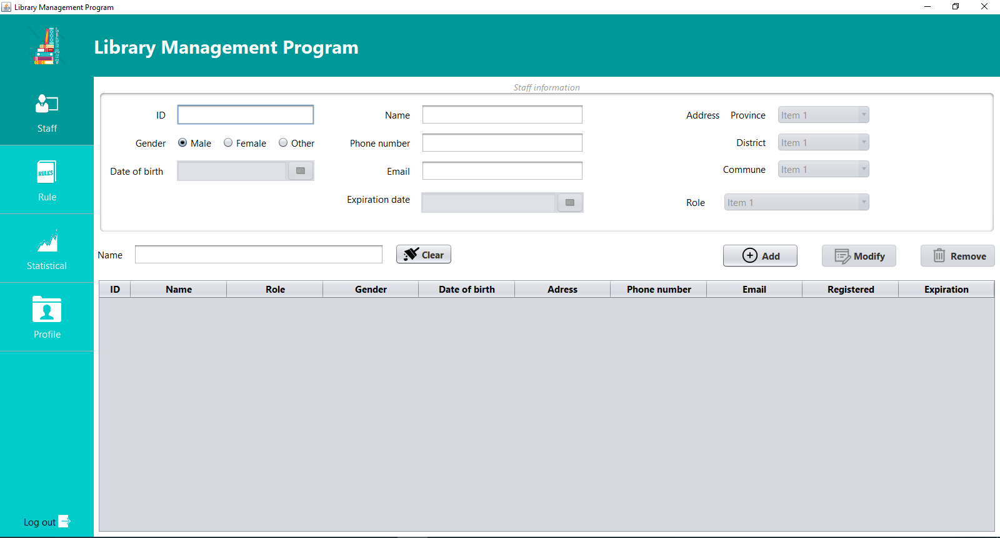 Library Management Program
Library Management Program
Staff
RULES
Rule
Statistical
Profile
Log out
Staff information
ID
Name
Address Province Item 1
Gender Male Female Other
Phone number
District Item 1
Date of birth
Email
Commune Item 1
Expiration date
Role Item 1
Name Clear Add Modify Remove
ID Name Role Gender Date of birth Adress Phone number Email Registered Expiration